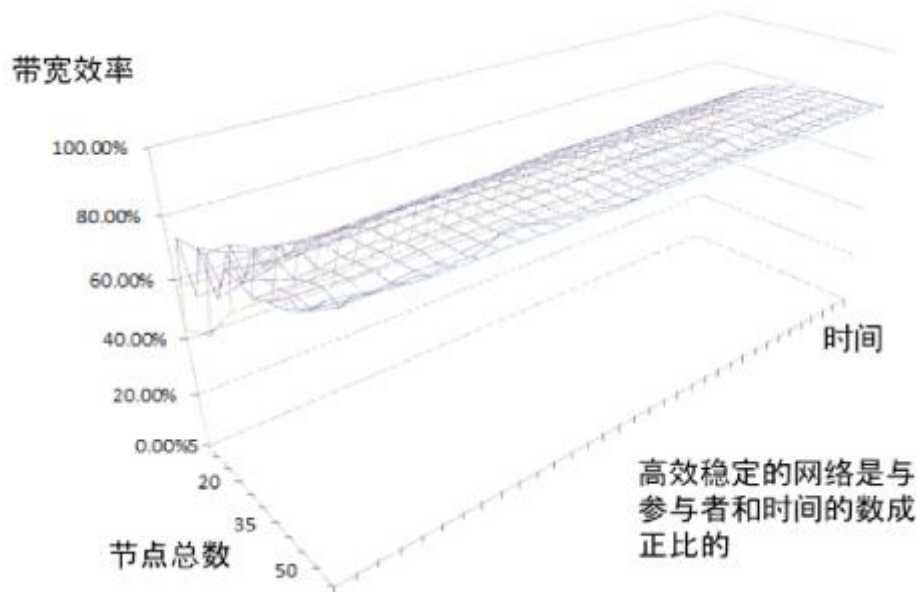 带宽效率
100.00%
80.00%
60.00%
40.00%
20.00%
0.00%
5
20
35
50
节点总数
时间
高效稳定的网络是与
参与者和时间的数成
正比的